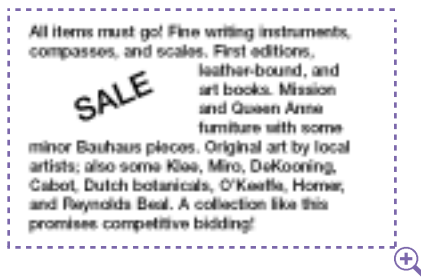 All items must go! Fine writing instruments,
compasses, and scales. First editions,
leather-bound, and
art books. Mission
and Queen Anne
furniture with some
SALE
minor Bauhaus pieces. Original art by local
artists; also some Klee, Miro, DeKooning,
Cabot, Dutch botanicals, O'Keeffe, Homer,
and Reynolds Beal. A collection like this
promises competitive bidding!